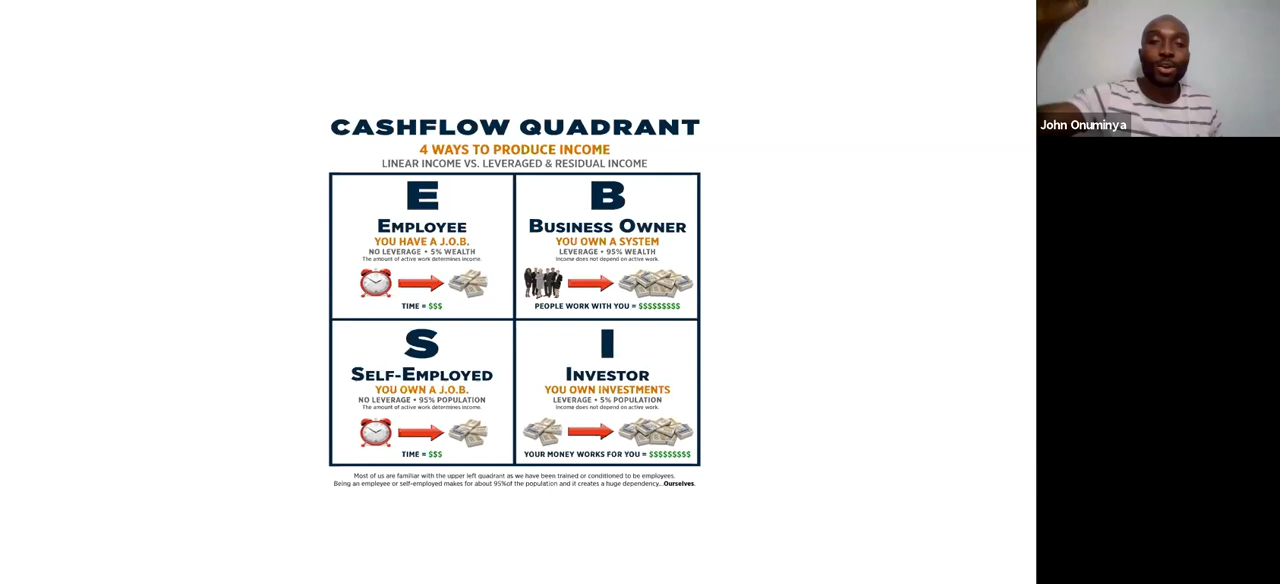 CASHFLOW QUADRANT
4 WAYS TO PRODUCE INCOME
LINEAR INCOME VS. LEVERAGED & RESIDUAL INCOME
E
EMPLOYEE
YOU HAVE A J.O.B.
NO LEVERAGE • 5% WEALTH
The amount of active work determines income.
TIME = $$$
B
BUSINESS OWNER
YOU OWN A SYSTEM
LEVERAGE • 95% WEALTH
Income does not depend on active work.
PEOPLE WORK WITH YOU = $$$$$$$$$
S
SELF-EMPLOYED
YOU OWN A J.O.B.
NO LEVERAGE • 95% POPULATION
The amount of active work determines income.
TIME = $$$
I
INVESTOR
YOU OWN INVESTMENTS
LEVERAGE • 5% POPULATION
Income does not depend on active work.
YOUR MONEY WORKS FOR YOU = $$$$$$$$$
Most of us are familiar with the upper left quadrant as we have been trained or conditioned to be employees.
Being an employee or self-employed makes for about 95%of the population and it creates a huge dependency...Ourselves.
John Onuminya